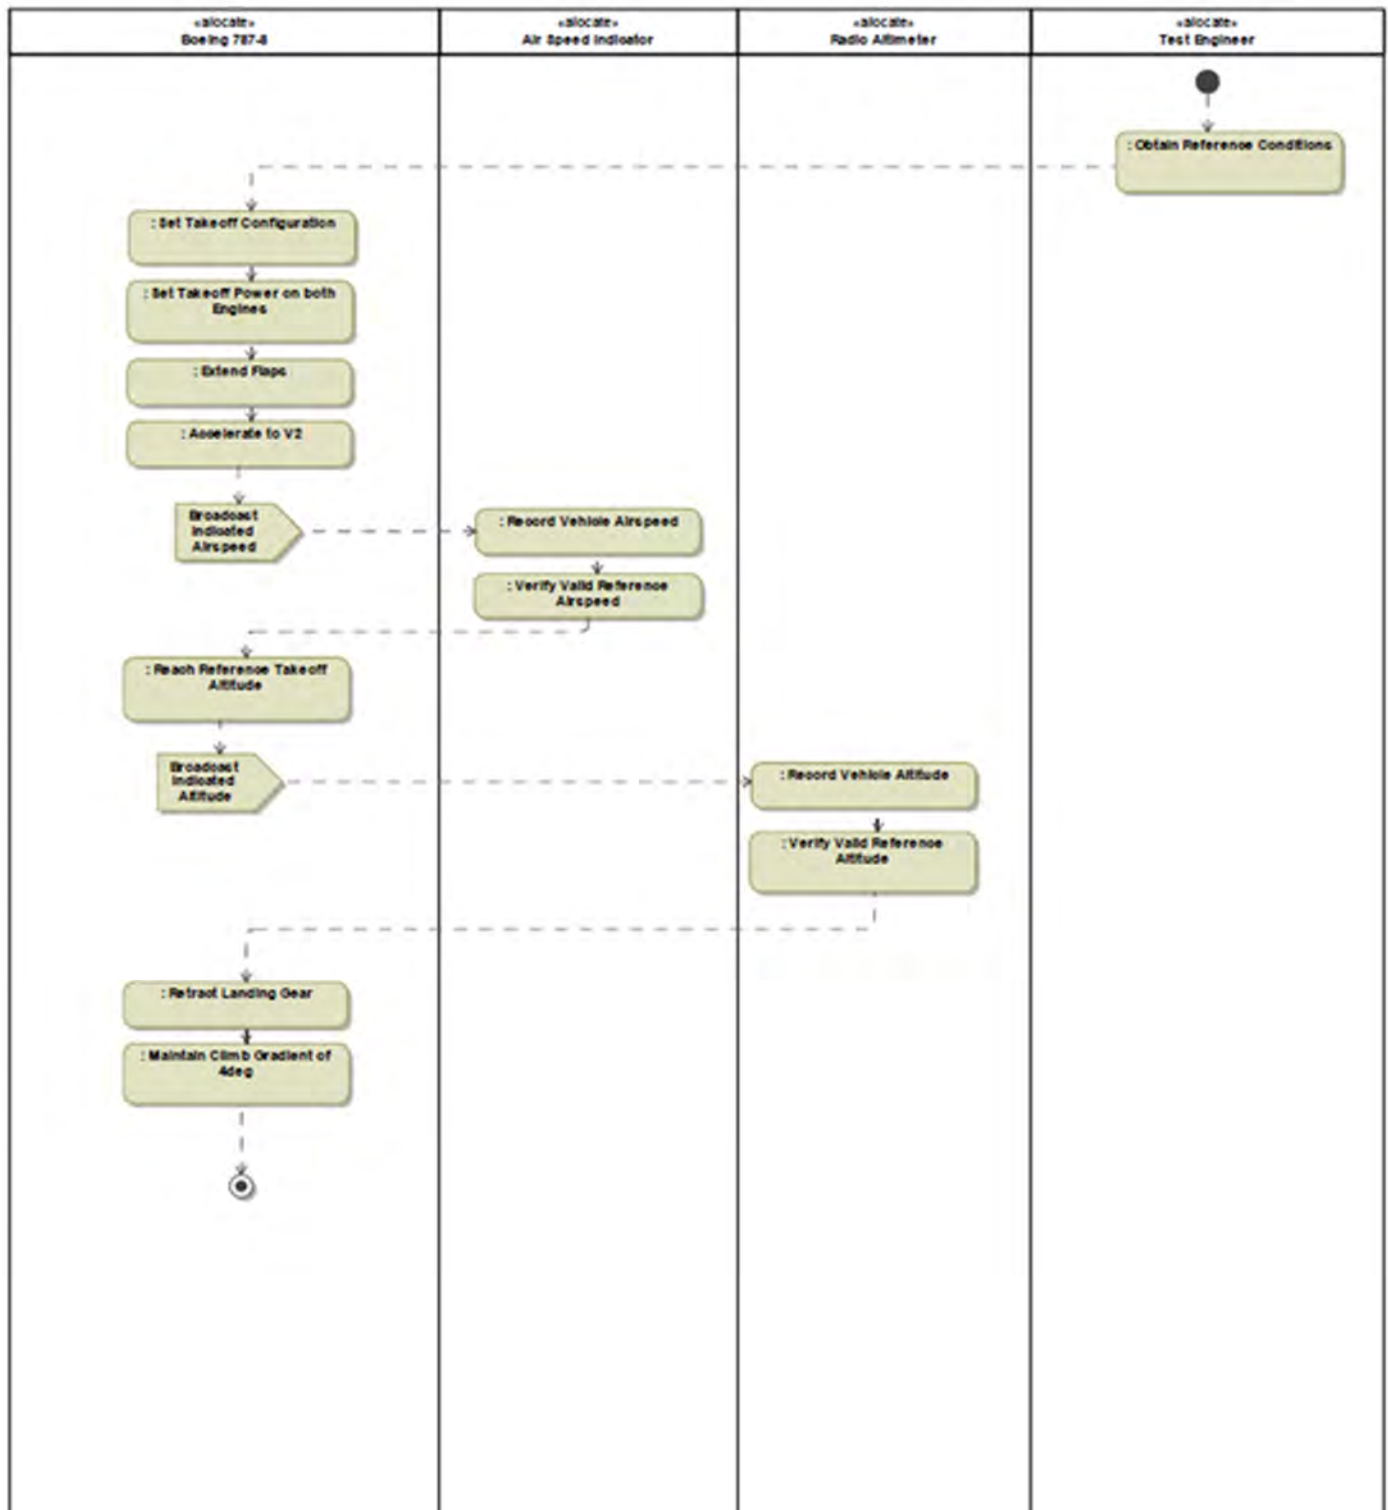 «allocate»
Boeing 787-8
«allocate»
Air Speed Indicator
«allocate»
Radio Altimeter
«allocate»
Test Engineer
: Obtain Reference Conditions
: Set Takeoff Configuration
: Set Takeoff Power on both
Engines
: Extend Flaps
: Accelerate to V2
Broadcast
Indicated
Airspeed
: Record Vehicle Airspeed
: Verify Valid Reference
Airspeed
: Reach Reference Takeoff
Altitude
Broadcast
Indicated
Altitude
: Record Vehicle Altitude
: Verify Valid Reference
Altitude
: Retract Landing Gear
: Maintain Climb Gradient of
4deg